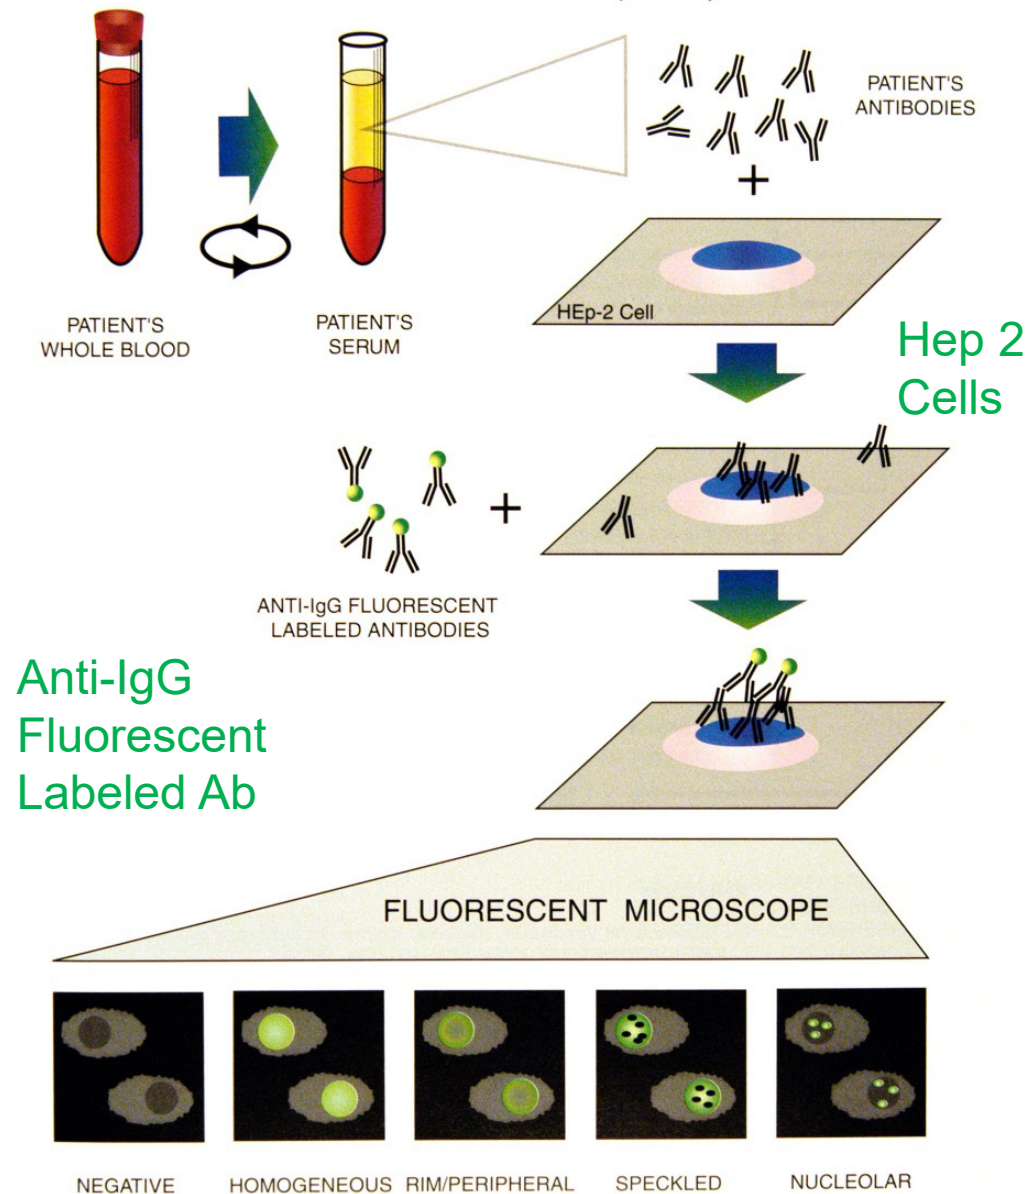 PATIENT'S
ANTIBODIES
+
HEp-2 Cell
PATIENT'S
WHOLE BLOOD
PATIENT'S
SERUM
Hep 2
Cells
+
ANTI-IgG FLUORESCENT
LABELED ANTIBODIES
Anti-IgG
Fluorescent
Labeled Ab
FLUORESCENT MICROSCOPE
NEGATIVE
HOMOGENEOUS
RIM/PERIPHERAL
SPECKLED
NUCLEOLAR